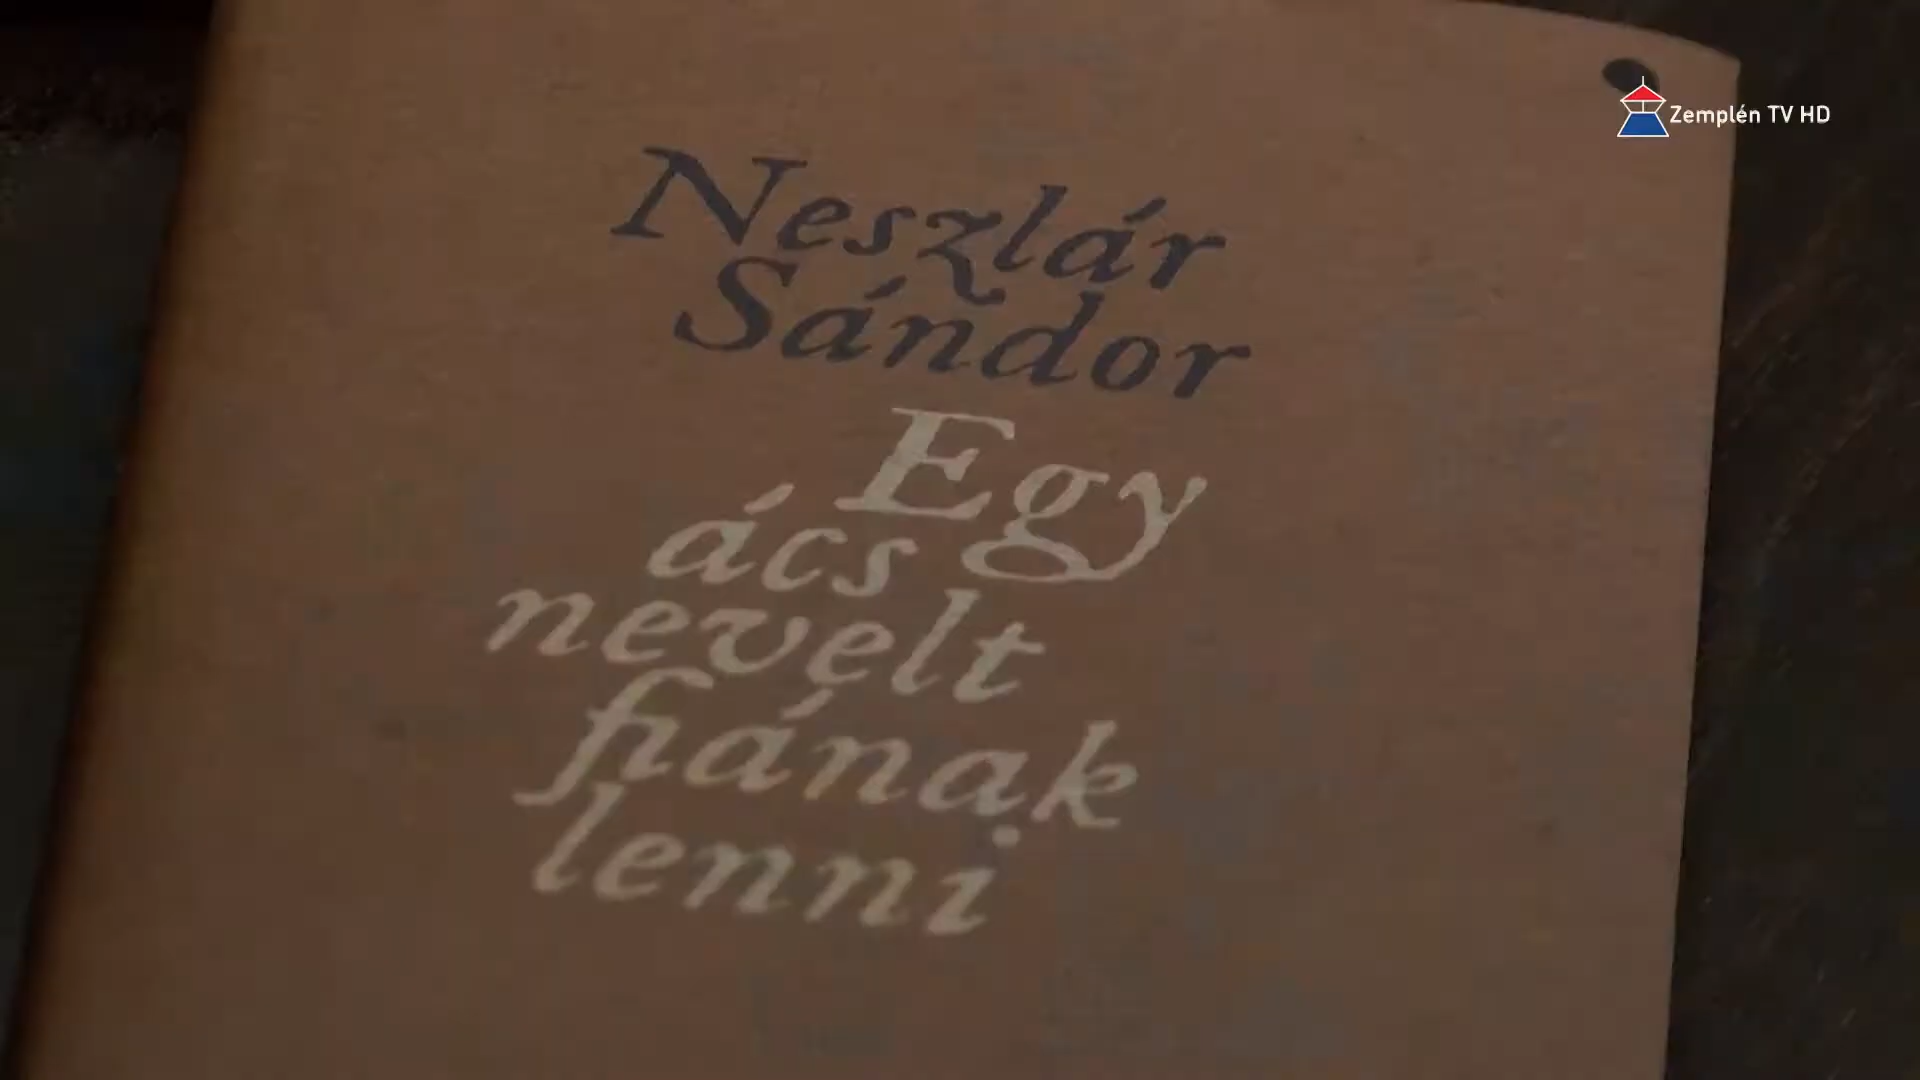 Zemplén TV HD
Neszlár
Sándor
Egy
ács
nevelt
fiának
lenni